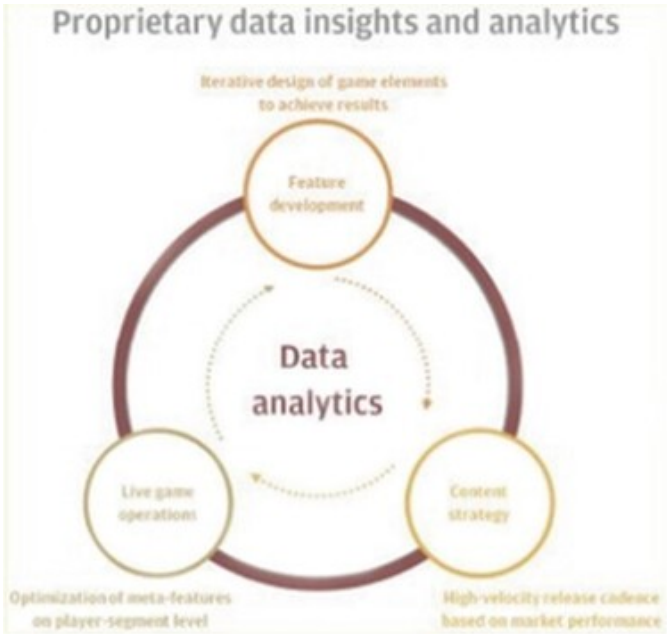 Proprietary data insights and analytics
Iterative design of game elements
to achieve results
Feature
development
Data
analytics
Live game
operations
Content
strategy
Optimization of meta-features
on player-segment level
High-velocity release cadence
based on market performance